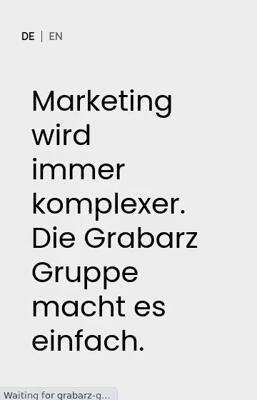 DE | EN
Marketing
wird
immer
komplexer.
Die Grabarz
Gruppe
macht es
einfach.
Waiting for grabarz-g...